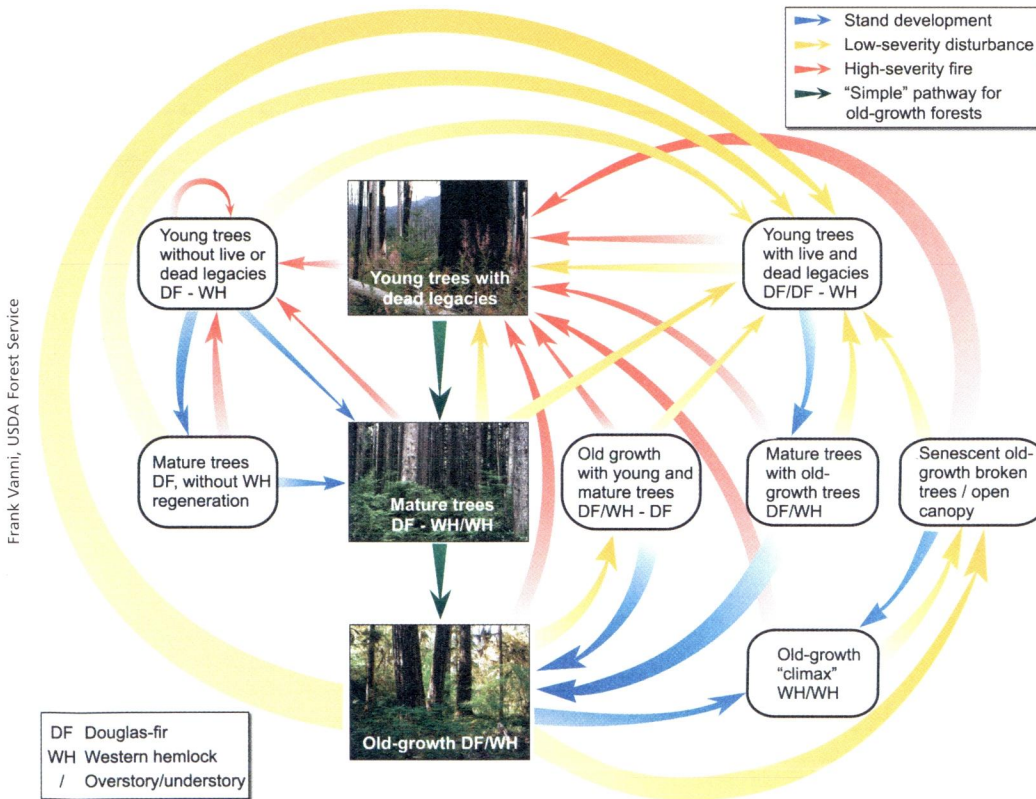 Stand development
Low-severity disturbance
High-severity fire
"Simple" pathway for
old-growth forests
Young trees
without live or
dead legacies
DF - WH
Young trees with
dead legacies
Young trees
with live and
dead legacies
DF/DF - WH
Frank Vanni, USDA Forest Service
Mature trees
DF, without WH
regeneration
Mature trees
DF - WH/WH
Old growth
with young and
mature trees
DF/WH - DF
Mature trees
with old-
growth trees
DF/WH
Senescent old-
growth broken
trees / open
canopy
Old-growth DF/WH
Old-growth
"climax"
WH/WH
DF Douglas-fir
WH Western hemlock
/ Overstory/understory